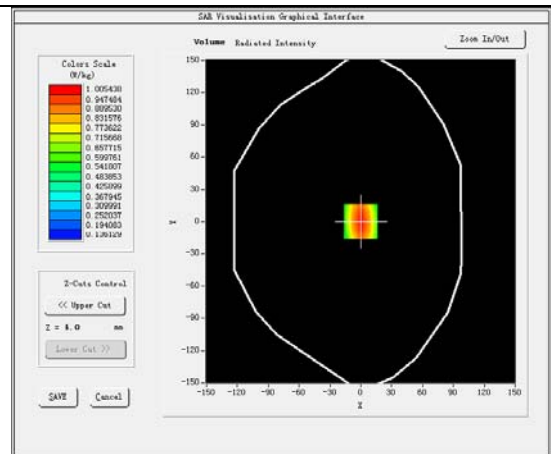 SAR Visualisation Graphical Interface
Volume Radiated Intensity
Zoom In/Out
Colors Scale
(W/kg)
1.005438
0.947484
0.889530
0.831576
0.773622
0.715668
0.657715
0.599761
0.541807
0.483853
0.425899
0.367945
0.309991
0.252037
0.194083
0.136129
150
120
90
60
30
0
-30
-60
-90
-120
-150
Y
-150 -120 -90 -60 -30 0 30 60 90 120 150
X
Z-Cuts Control
<< Upper Cut
Z = 4.0 mm
Lower Cut >>
SAVE
Cancel